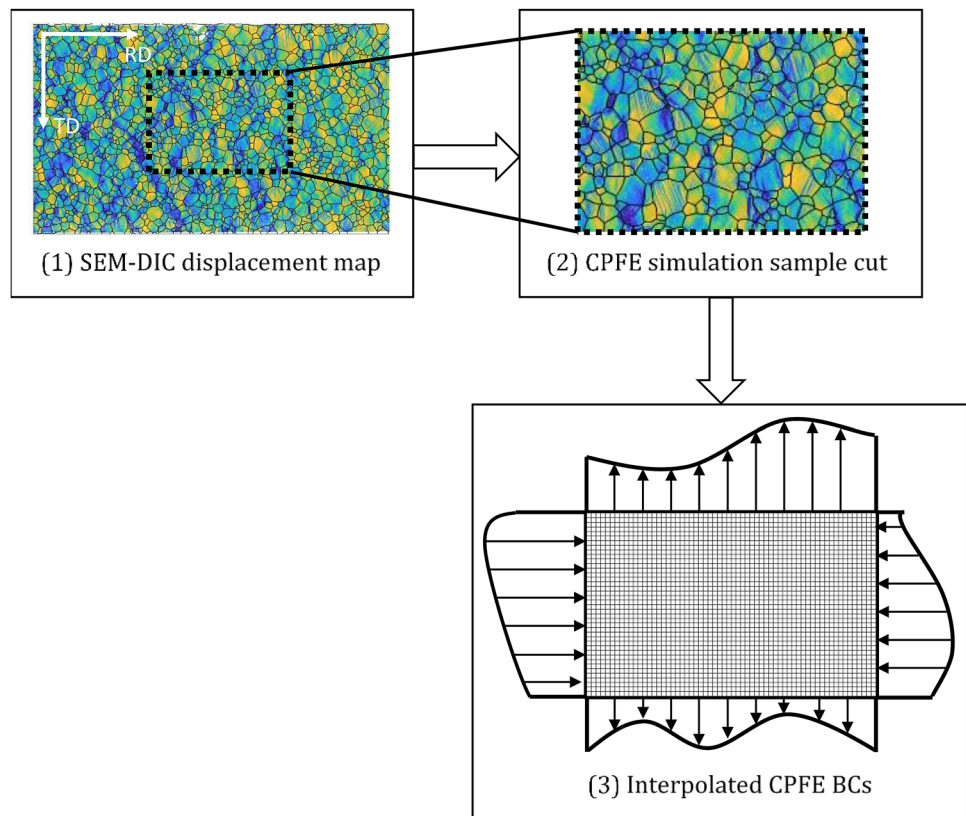 RD
TD
(1) SEM-DIC displacement map
(2) CPFE simulation sample cut
(3) Interpolated CPFE BCs